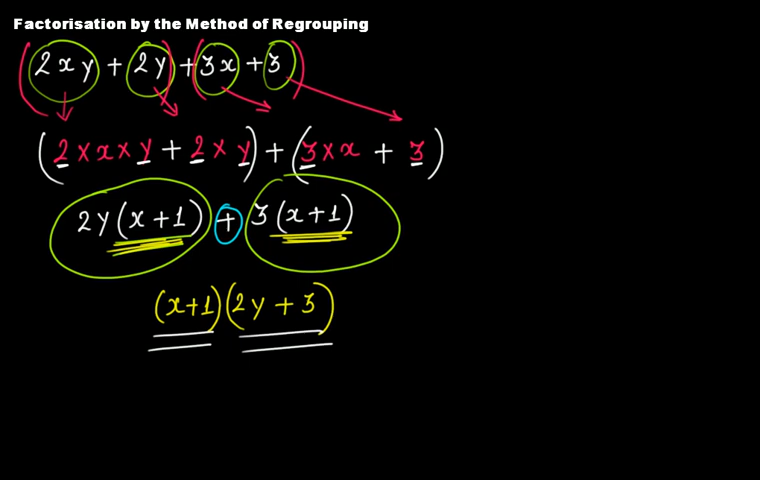 Factorisation by the Method of Regrouping
(2xy + 2y) + (3x + 3)
(2 × x × y + 2 × y) + (3 × x + 3)
2y (x + 1) + 3 (x + 1)
(x + 1) (2y + 3)